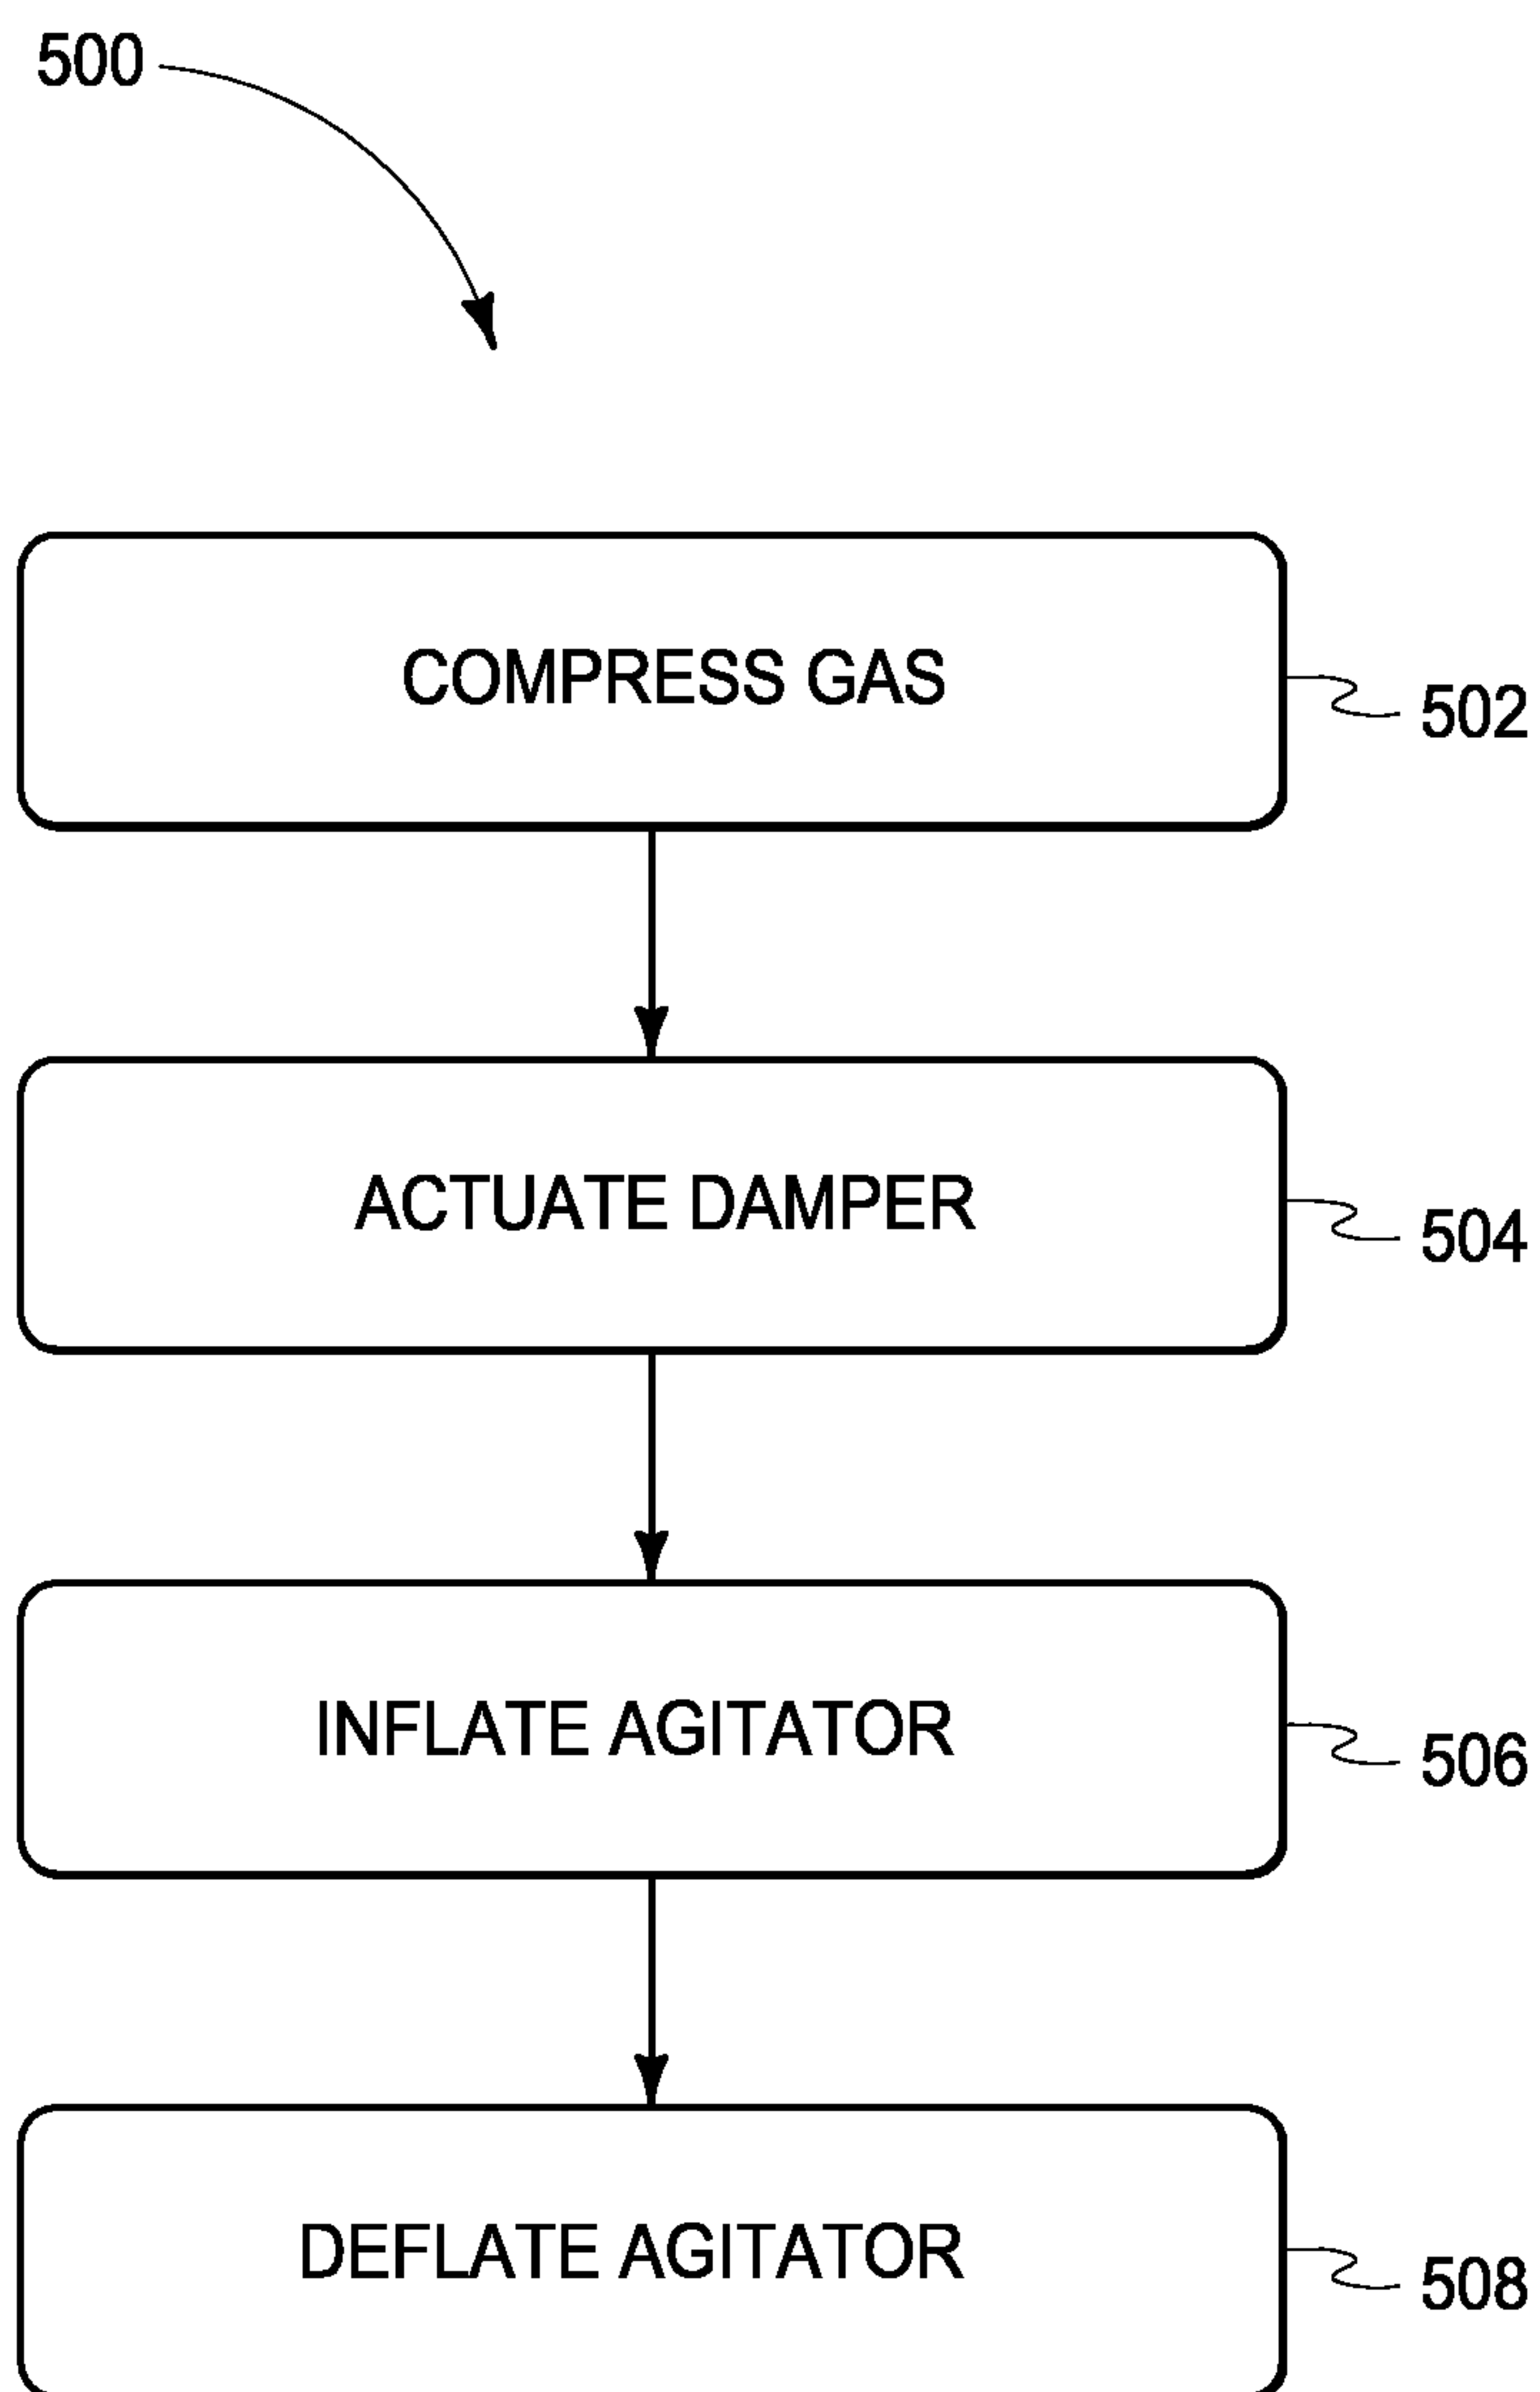 500
COMPRESS GAS
502
ACTUATE DAMPER
504
INFLATE AGITATOR
506
DEFLATE AGITATOR
508